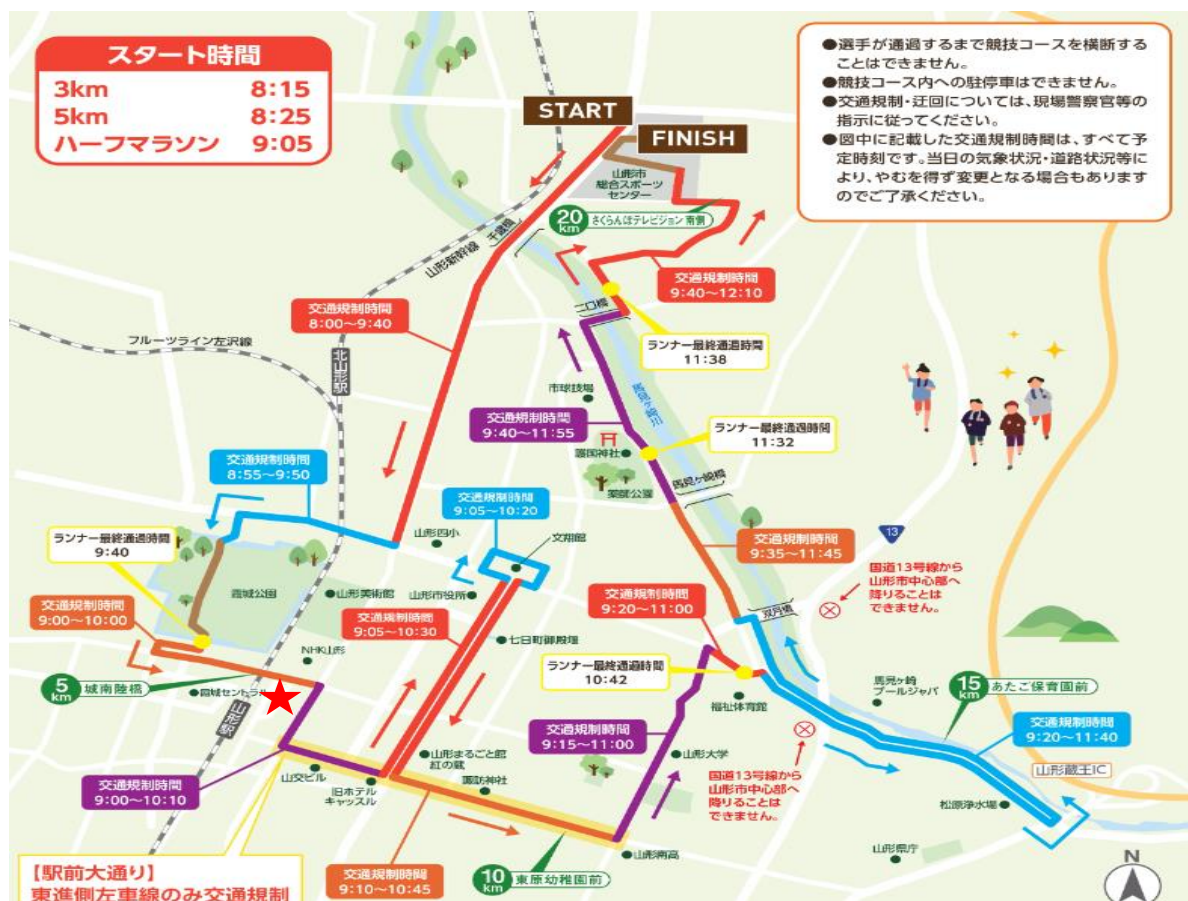 スタート時間
3km 8:15
5km 8:25
ハーフマラソン 9:05
●選手が通過するまで競技コースを横断する
ことはできません。
●競技コース内への駐停車はできません。
●交通規制・迂回については、現場警察官等の
指示に従ってください。
●図中に記載した交通規制時間は、すべて予
定時刻です。当日の気象状況・道路状況等に
より、やむを得ず変更となる場合もあります
のでご了承ください。
START
FINISH
山形市
総合スポーツ
センター
20km さくらんぼテレビジョン南側
千歳橋
山形新幹線
交通規制時間
9:40~12:10
交通規制時間
8:00~9:40
二口橋
ランナー最終通過時間
11:38
フルーツライン左沢線
北山形駅
市球技場
馬見ヶ崎川
交通規制時間
9:40~11:55
ランナー最終通過時間
11:32
護国神社
薬師公園
馬見ヶ崎橋
交通規制時間
8:55~9:50
交通規制時間
9:05~10:20
山形四小
文翔館
13
交通規制時間
9:35~11:45
ランナー最終通過時間
9:40
国道13号線から
山形市中心部へ
降りることは
できません。
霞城公園
山形美術館
山形市役所
交通規制時間
9:20~11:00
双月橋
交通規制時間
9:00~10:00
交通規制時間
9:05~10:30
七日町御殿堰
NHK山形
ランナー最終通過時間
10:42
5km 城南陸橋
霞城セントラル
山形駅
福祉体育館
馬見ヶ崎
プールジャバ
15km あたご保育園前
交通規制時間
9:15~11:00
交通規制時間
9:20~11:40
山形まるごと館
紅の蔵
山形大学
山交ビル
旧ホテル
キャッスル
諏訪神社
国道13号線から
山形市中心部へ
降りることは
できません。
山形蔵王IC
交通規制時間
9:00~10:10
松原浄水場
山形南高
山形県庁
【駅前大通り】
東進側左車線のみ交通規制
交通規制時間
9:10~10:45
10km 東原幼稚園前
N